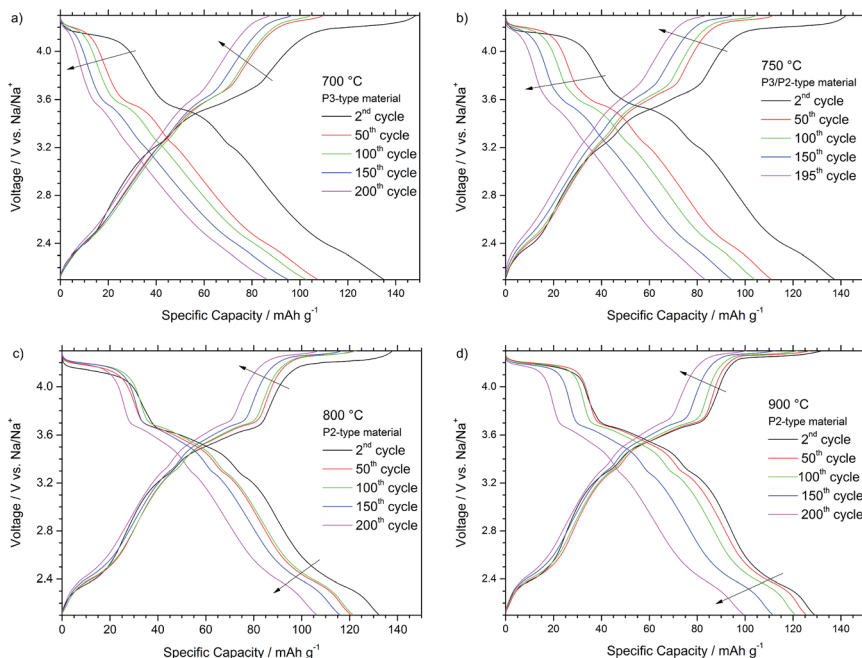 a)
700 °C
P3-type material
2nd cycle
50th cycle
100th cycle
150th cycle
200th cycle
Voltage / V vs. Na/Na+
4.0
3.6
3.2
2.8
2.4
0 20 40 60 80 100 120 140
Specific Capacity / mAh g-1
b)
750 °C
P3/P2-type material
2nd cycle
50th cycle
100th cycle
150th cycle
195th cycle
Voltage / V vs. Na/Na+
4.0
3.6
3.2
2.8
2.4
0 20 40 60 80 100 120 140
Specific Capacity / mAh g-1
c)
800 °C
P2-type material
2nd cycle
50th cycle
100th cycle
150th cycle
200th cycle
Voltage / V vs. Na/Na+
4.0
3.6
3.2
2.8
2.4
0 20 40 60 80 100 120 140
Specific Capacity / mAh g-1
d)
900 °C
P2-type material
2nd cycle
50th cycle
100th cycle
150th cycle
200th cycle
Voltage / V vs. Na/Na+
4.0
3.6
3.2
2.8
2.4
0 20 40 60 80 100 120 140
Specific Capacity / mAh g-1